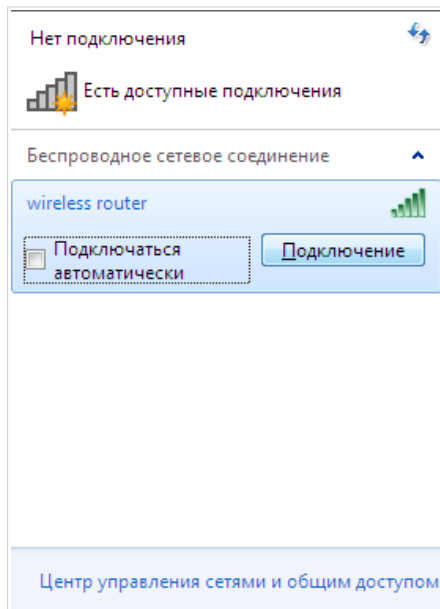 Нет подключения
Есть доступные подключения
Беспроводное сетевое соединение
wireless router
Подключаться
автоматически
Подключение
Центр управления сетями и общим доступом